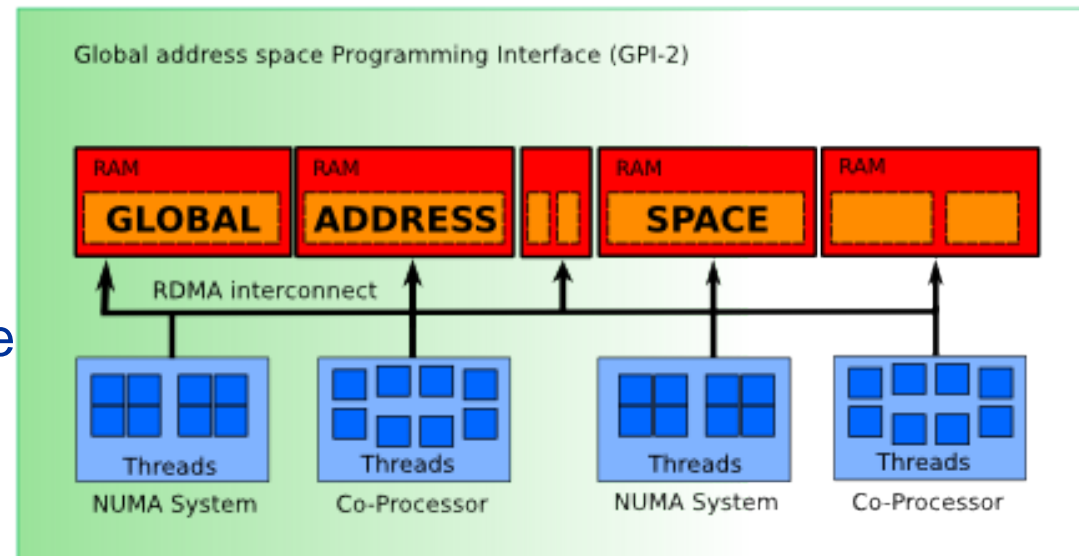 Global address space Programming Interface (GPI-2)
RAM RAM RAM RAM
GLOBAL ADDRESS SPACE
RDMA interconnect
e
Threads Threads Threads Threads
NUMA System Co-Processor NUMA System Co-Processor